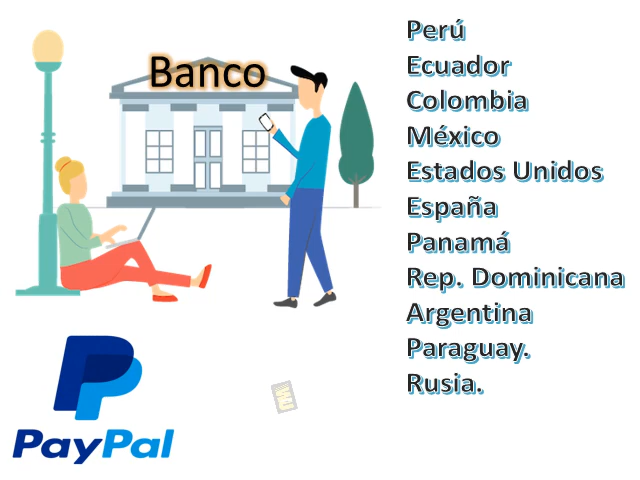 Banco
Perú
Ecuador
Colombia
México
Estados Unidos
España
Panamá
Rep. Dominicana
Argentina
Paraguay.
Rusia.
PayPal